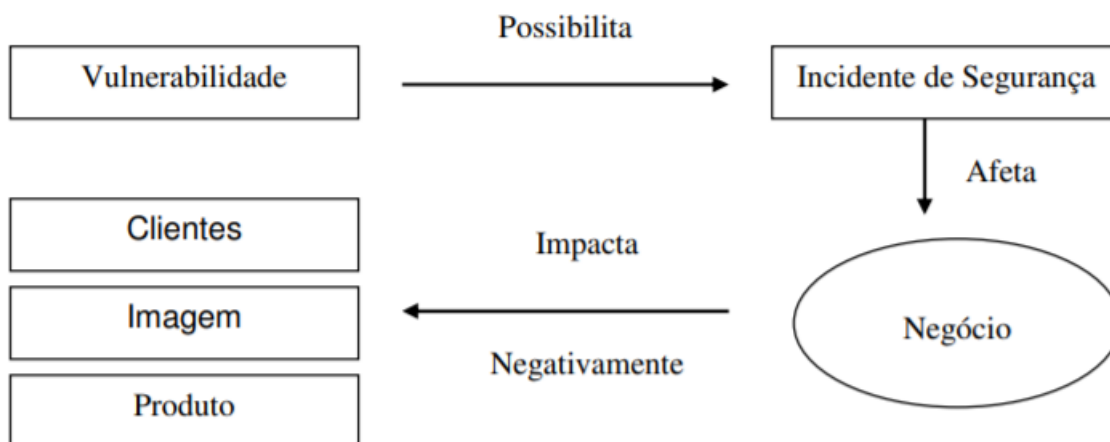 Possibilita
Vulnerabilidade
Incidente de Segurança
Afeta
Clientes
Impacta
Imagem
Negócio
Negativamente
Produto